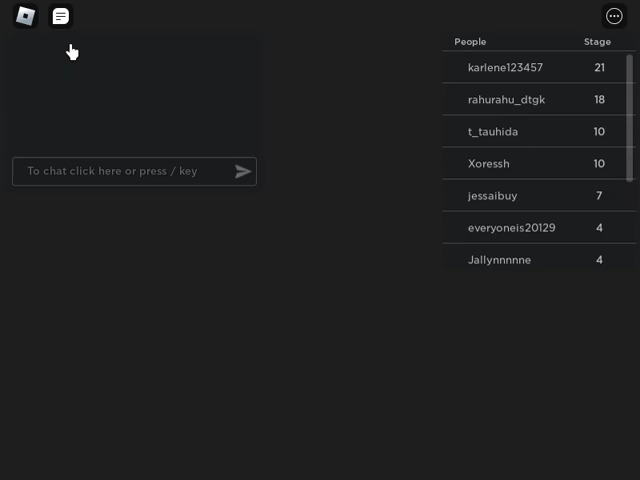 People Stage
karlene123457 21
rahurahu_dtgk 18
t_tauhida 10
Xoressh 10
To chat click here or press / key
jessaibuy 7
everyoneis20129 4
Jallynnnnne 4